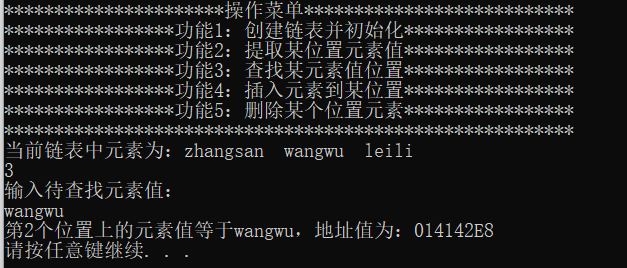 **********************操作菜单***************************
*****************功能1：创建链表并初始化*****************
*****************功能2：提取某位置元素值*****************
*****************功能3：查找某元素值位置*****************
*****************功能4：插入元素到某位置*****************
*****************功能5：删除某个位置元素*****************
*********************************************************
当前链表中元素为：zhangsan  wangwu  leili
3
输入待查找元素值：
wangwu
第2个位置上的元素值等于wangwu，地址值为：014142E8
请按任意键继续. . .